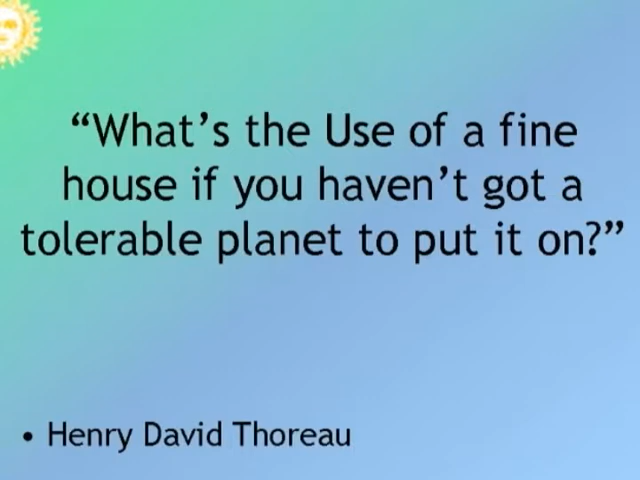 “What’s the Use of a fine
house if you haven’t got a
tolerable planet to put it on?”
• Henry David Thoreau